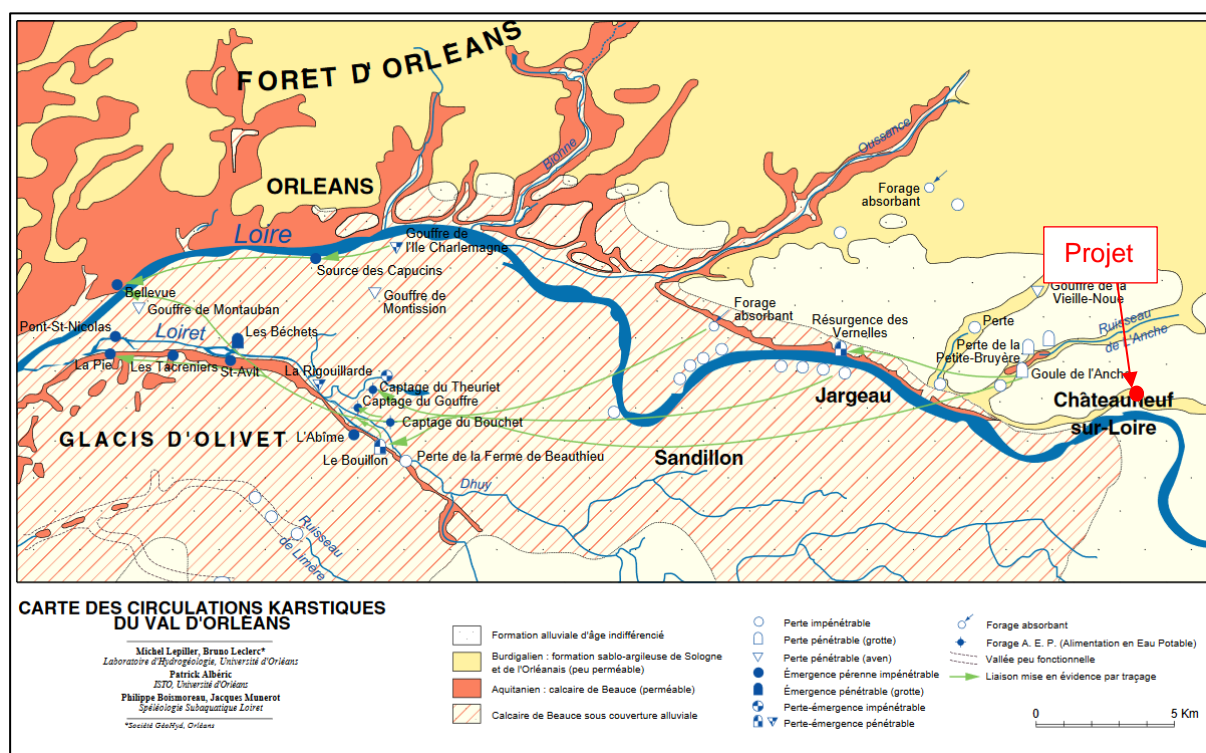 FORÊT D'ORLEANS
ORLEANS
Bionne
Oussance
Forage
absorbant
Projet
Loire
Gouffre de
l'Ile Charlemagne
Source des Capucins
Bellevue
Gouffre de Montauban
Gouffre de
Montission
Gouffre de la
Vieille-Noue
Forage
absorbant
Résurgence des
Vernelles
Perte
Perte de la
Petite-Bruyère
Ruisseau
de L'Anche
Goule de l'Anche
Pont-St-Nicolas
Loiret
Les Béchets
La Pie
Les Tacreniers
St-Avit
La Rigouillarde
Captage du Theuriet
Captage du Gouffre
Captage du Bouchet
Jargeau
Châteauneuf
sur-Loire
GLACIS D'OLIVET
L'Abîme
Le Bouillon
Perte de la Ferme de Beauthieu
Sandillon
Dhuy
Ruisseau
de Limère
CARTE DES CIRCULATIONS KARSTIQUES
DU VAL D'ORLÉANS
Michel Lepiller, Bruno Leclerc*
Laboratoire d'Hydrogéologie, Université d'Orléans
Patrick Albéric
ISTO, Université d'Orléans
Philippe Boismoreau, Jacques Munerot
Spéléologie Subaquatique Loiret
*Société GéoHyd, Orléans
Formation alluviale d'âge indifférencié
Burdigalien : formation sablo-argileuse de Sologne
et de l'Orléanais (peu perméable)
Aquitanien : calcaire de Beauce (perméable)
Calcaire de Beauce sous couverture alluviale
Perte impénétrable
Perte pénétrable (grotte)
Perte pénétrable (aven)
Émergence pérenne impénétrable
Émergence pénétrable (grotte)
Perte-émergence impénétrable
Perte-émergence pénétrable
Forage absorbant
Forage A. E. P. (Alimentation en Eau Potable)
Vallée peu fonctionnelle
Liaison mise en évidence par traçage
0 5 Km